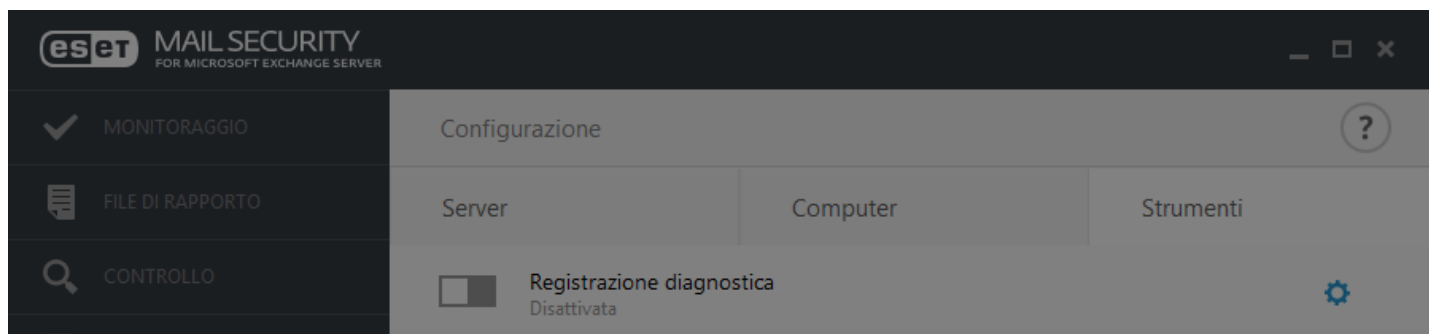 eset MAIL SECURITY
FOR MICROSOFT EXCHANGE SERVER
MONITORAGGIO
Configurazione
?
FILE DI RAPPORTO
Server
Computer
Strumenti
CONTROLLO
Registrazione diagnostica
Disattivata